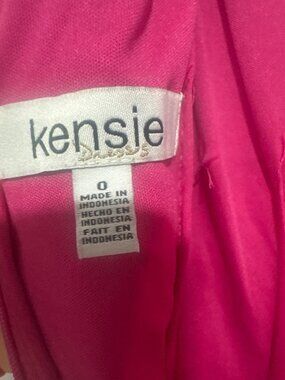 kensie
Dresses
0
MADE IN
INDONESIA
HECHO EN
INDONESIA
FAIT EN
INDONESIA